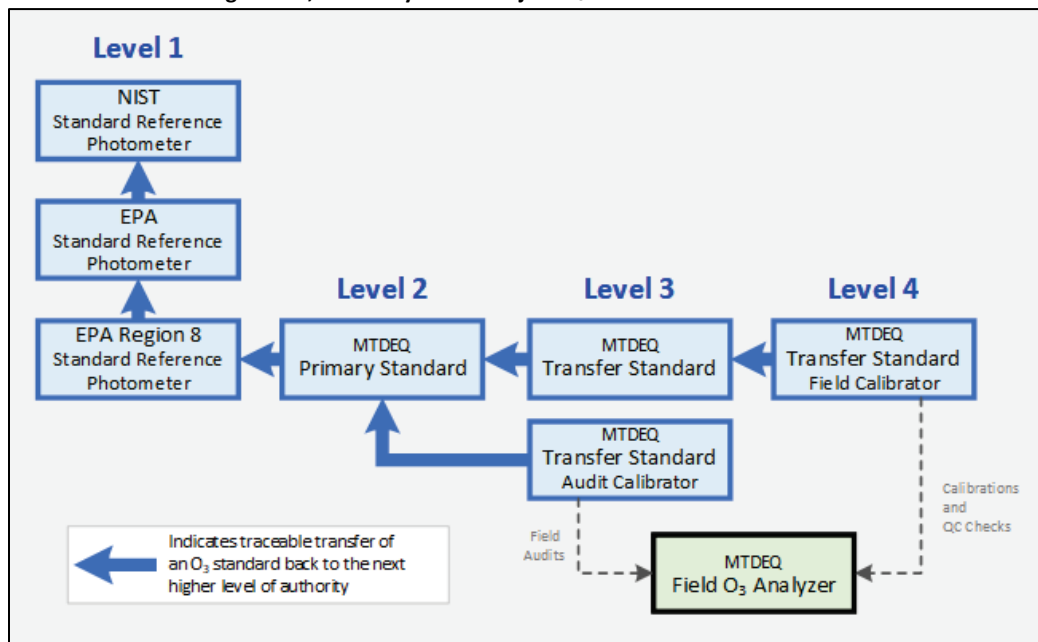 Level 1
NIST
Standard Reference
Photometer
EPA
Standard Reference
Photometer
Level 2
Level 3
Level 4
EPA Region 8
Standard Reference
Photometer
MTDEQ
Primary Standard
MTDEQ
Transfer Standard
MTDEQ
Transfer Standard
Field Calibrator
MTDEQ
Transfer Standard
Audit Calibrator
Calibrations
and
QC Checks
Field
Audits
Indicates traceable transfer of
an O₃ standard back to the next
higher level of authority
MTDEQ
Field O₃ Analyzer